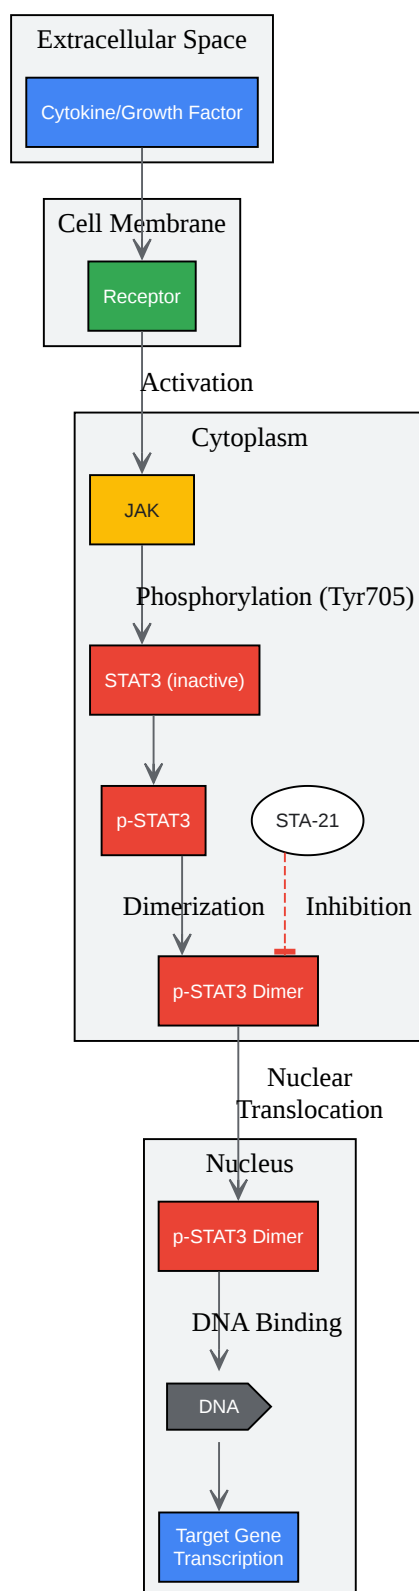 Extracellular Space
Cytokine/Growth Factor
Cell Membrane
Receptor
Activation
Cytoplasm
JAK
Phosphorylation (Tyr705)
STAT3 (inactive)
p-STAT3
STA-21
Dimerization
Inhibition
p-STAT3 Dimer
Nuclear
Translocation
Nucleus
p-STAT3 Dimer
DNA Binding
DNA
Target Gene
Transcription